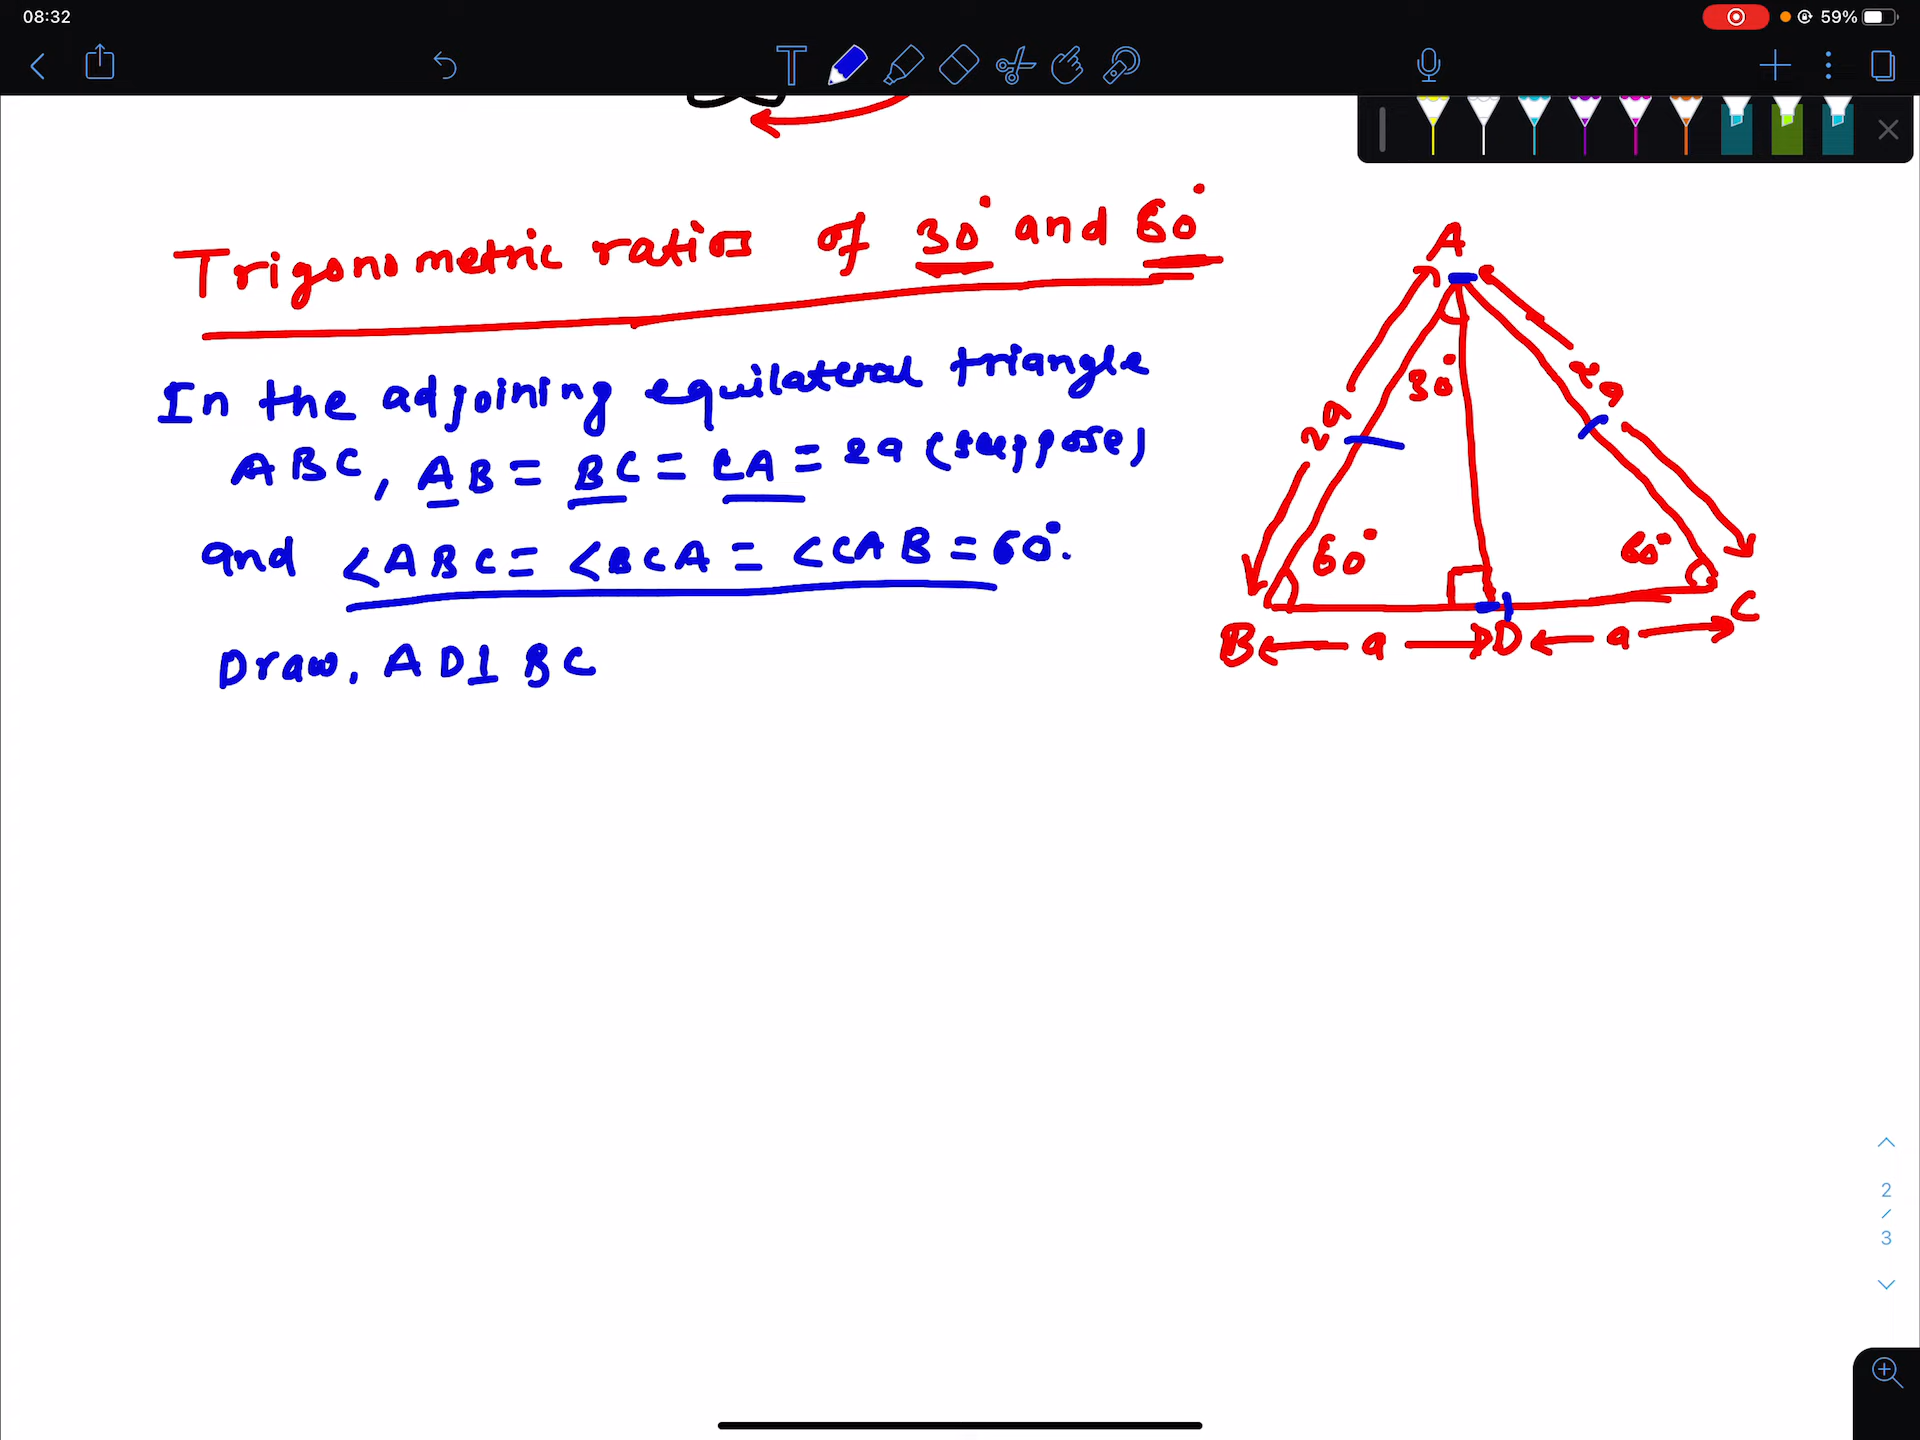 08:32
59%
Trigonometric ratios of 30° and 60°
In the adjoining equilateral triangle
ABC, AB = BC = CA = 2a (suppose)
and <ABC = <BCA = <CAB = 60°.
Draw, AD⊥BC
A
30°
2a
2a
60°
60°
B
a
D
a
C
2
/
3